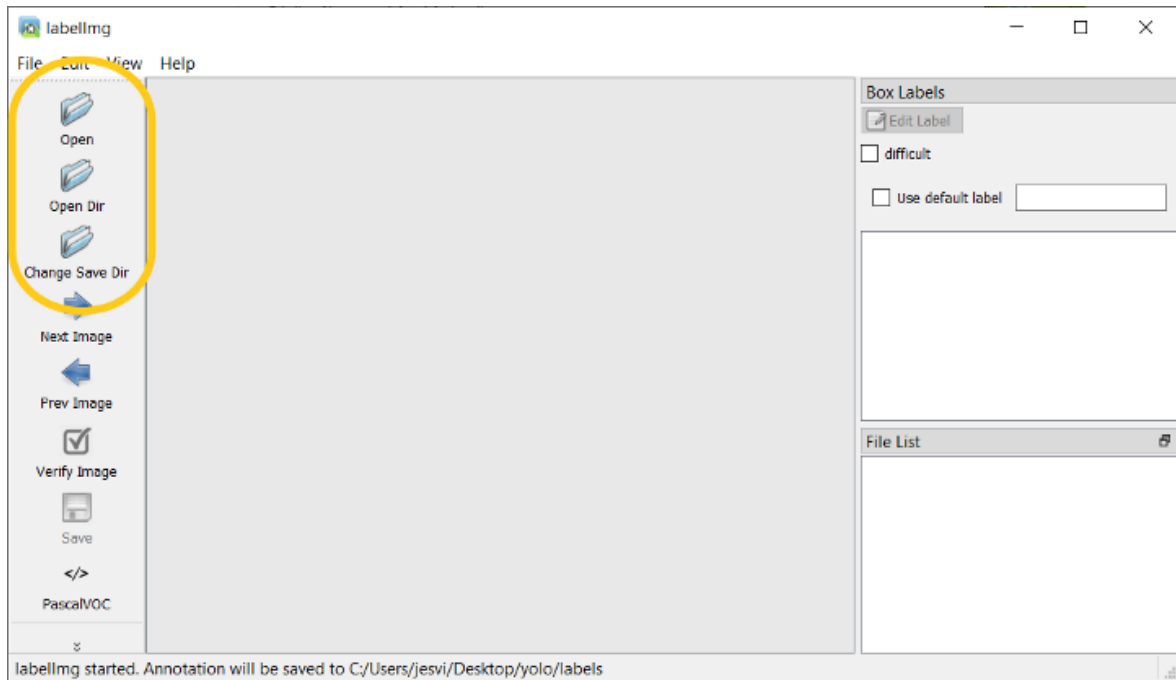 labelImg
File Edit View Help
Open
Open Dir
Change Save Dir
Next Image
Prev Image
Verify Image
Save
</>
PascalVOC
Box Labels
Edit Label
difficult
Use default label
File List
labelImg started. Annotation will be saved to C:/Users/jesvi/Desktop/yolo/labels